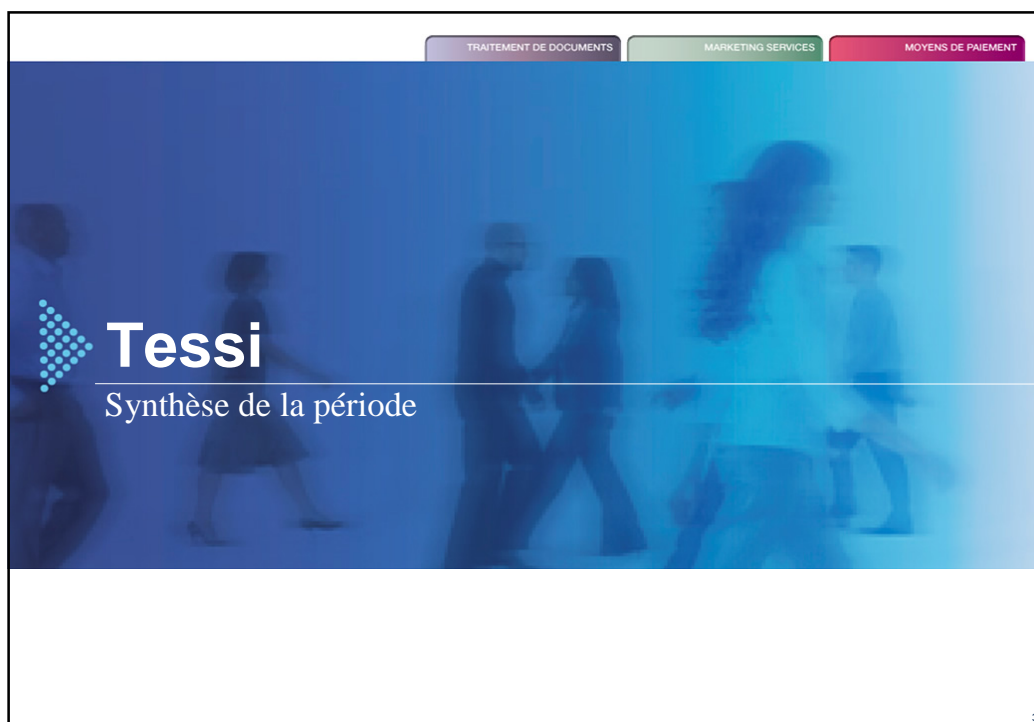 TRAITEMENT DE DOCUMENTS
MARKETING SERVICES
MOYENS DE PAIEMENT
Tessi
Synthèse de la période